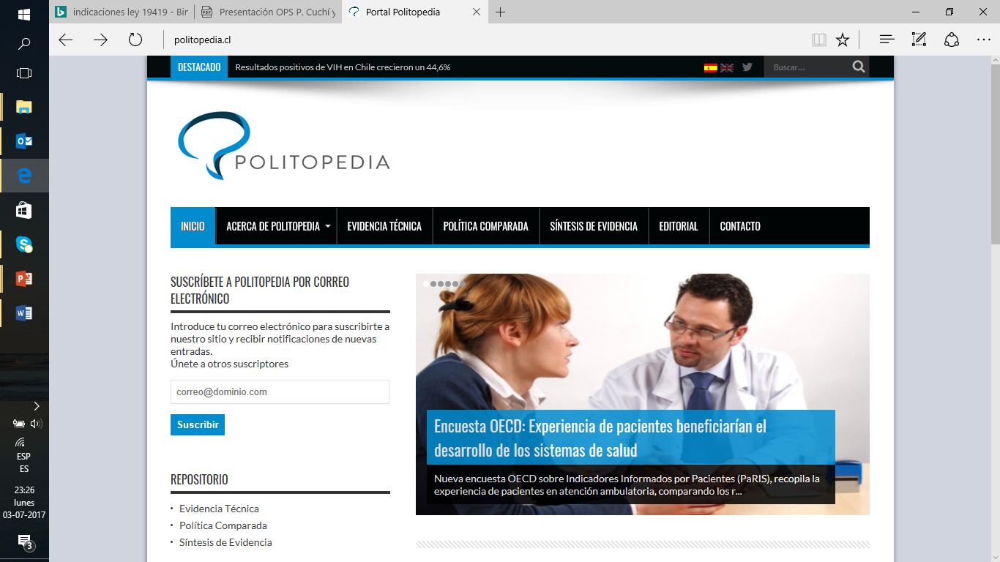 indicaciones ley 19419 - Bir
Presentación OPS P. Cuchí y
Portal Politopedia
politopedia.cl
DESTACADO
Resultados positivos de VIH en Chile crecieron un 44,6%
Buscar...
POLITOPEDIA
INICIO
ACERCA DE POLITOPEDIA
EVIDENCIA TÉCNICA
POLÍTICA COMPARADA
SÍNTESIS DE EVIDENCIA
EDITORIAL
CONTACTO
SUSCRÍBETE A POLITOPEDIA POR CORREO
ELECTRÓNICO
Introduce tu correo electrónico para suscribirte a
nuestro sitio y recibir notificaciones de nuevas
entradas.
Únete a otros suscriptores
correo@dominio.com
Suscribir
REPOSITORIO
Evidencia Técnica
Política Comparada
Síntesis de Evidencia
Encuesta OECD: Experiencia de pacientes beneficiarían el
desarrollo de los sistemas de salud
Nueva encuesta OECD sobre Indicadores Informados por Pacientes (PaRIS), recopila la
experiencia de pacientes en atención ambulatoria, comparando los r...
ESP
ES
23:26
lunes
03-07-2017
3